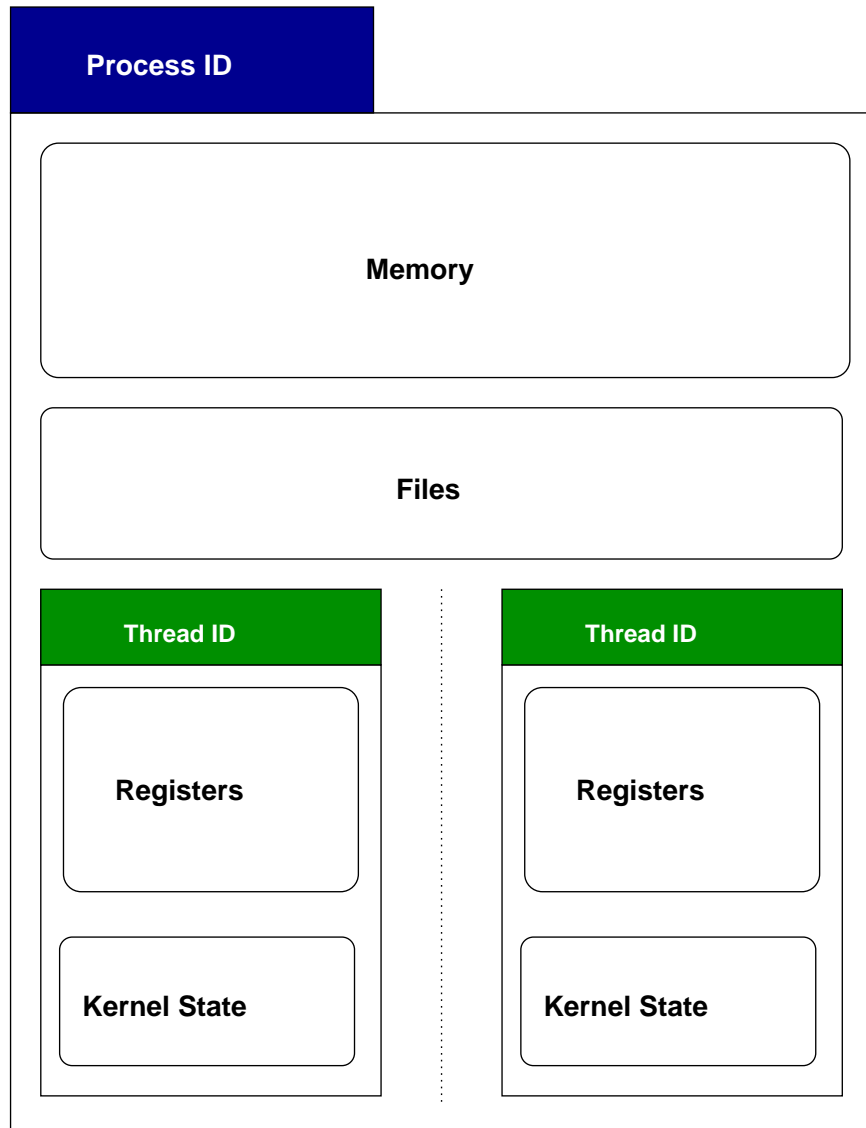 Process ID
Memory
Files
Thread ID
Thread ID
Registers
Registers
Kernel State
Kernel State